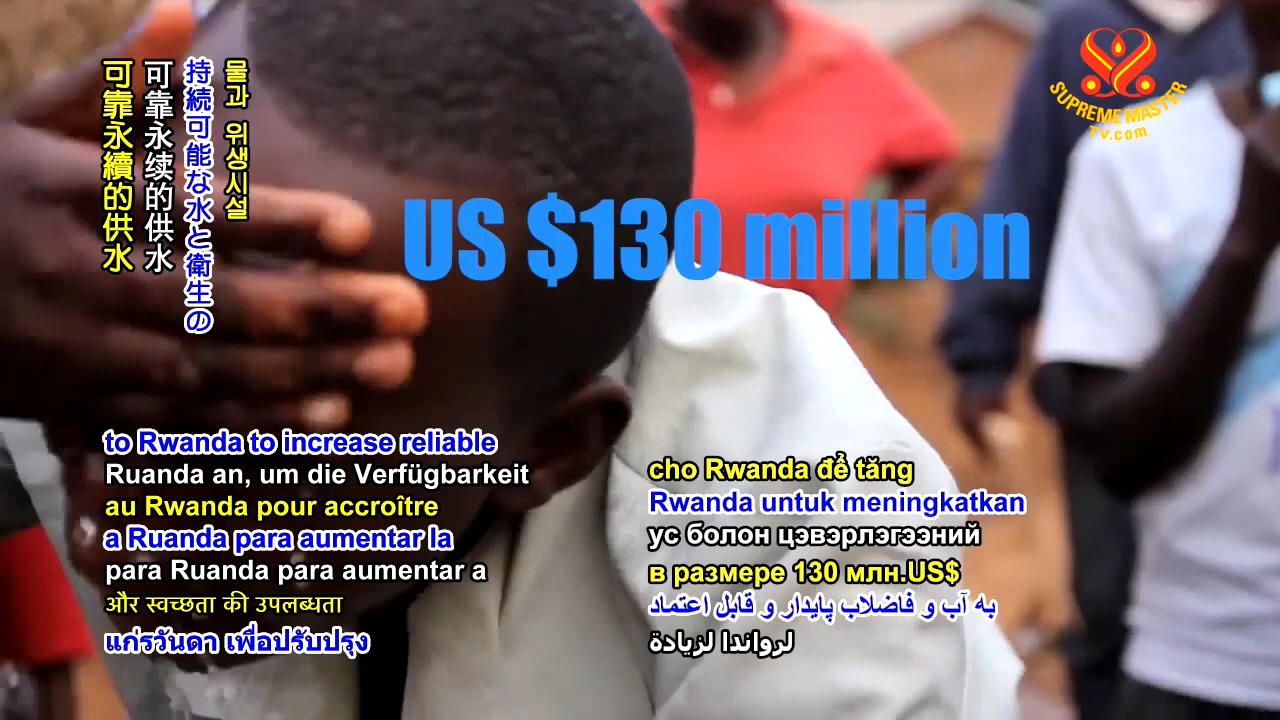 可靠永續的供水
可靠永续的供水
持続可能な水と衛生の
물과 위생시설
SUPREME MASTER
TV.com
US $130 million
to Rwanda to increase reliable
Ruanda an, um die Verfügbarkeit
au Rwanda pour accroître
a Ruanda para aumentar la
para Ruanda para aumentar a
और स्वच्छता की उपलब्धता
แก่รวันดา เพื่อปรับปรุง
cho Rwanda để tăng
Rwanda untuk meningkatkan
ус болон цэвэрлэгээний
в размере 130 млн.US$
به آب و فاضلاب پایدار و قابل اعتماد
لرواندا لزيادة